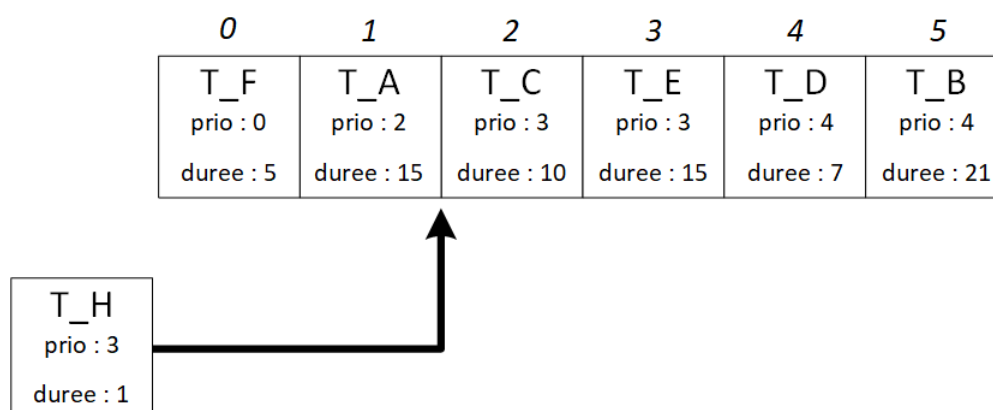 0 1 2 3 4 5
T_F T_A T_C T_E T_D T_B
prio : 0 prio : 2 prio : 3 prio : 3 prio : 4 prio : 4
duree : 5 duree : 15 duree : 10 duree : 15 duree : 7 duree : 21
T_H
prio : 3
duree : 1